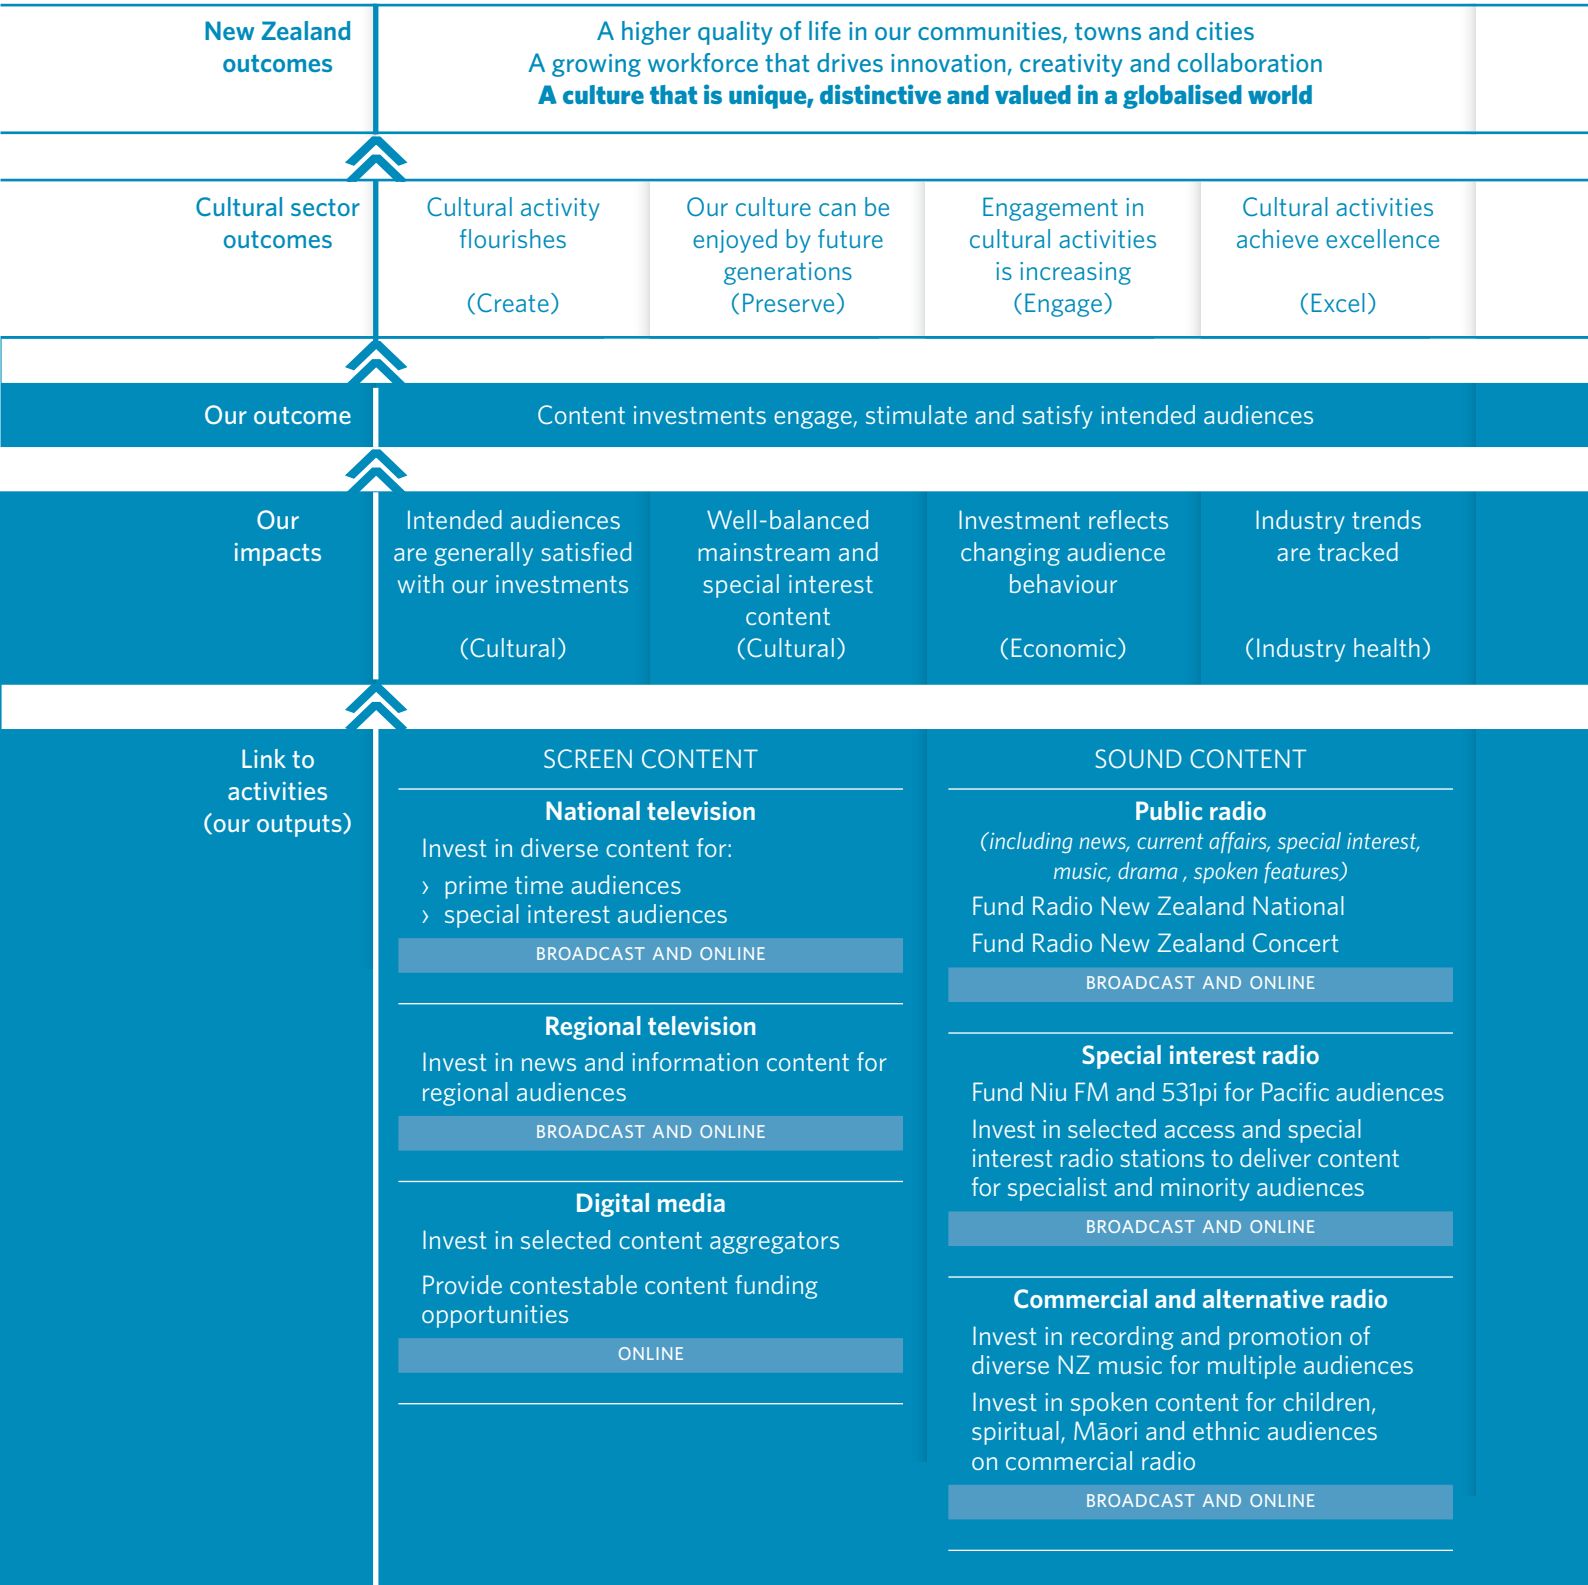 New Zealand
outcomes
A higher quality of life in our communities, towns and cities
A growing workforce that drives innovation, creativity and collaboration
A culture that is unique, distinctive and valued in a globalised world
Cultural sector
outcomes
Cultural activity
flourishes
(Create)
Our culture can be
enjoyed by future
generations
(Preserve)
Engagement in
cultural activities
is increasing
(Engage)
Cultural activities
achieve excellence
(Excel)
Our outcome
Content investments engage, stimulate and satisfy intended audiences
Our
impacts
Intended audiences
are generally satisfied
with our investments
(Cultural)
Well-balanced
mainstream and
special interest
content
(Cultural)
Investment reflects
changing audience
behaviour
(Economic)
Industry trends
are tracked
(Industry health)
Link to
activities
(our outputs)
SCREEN CONTENT
National television
Invest in diverse content for:
› prime time audiences
› special interest audiences
BROADCAST AND ONLINE
Regional television
Invest in news and information content for
regional audiences
BROADCAST AND ONLINE
Digital media
Invest in selected content aggregators
Provide contestable content funding
opportunities
ONLINE
SOUND CONTENT
Public radio
(including news, current affairs, special interest,
music, drama , spoken features)
Fund Radio New Zealand National
Fund Radio New Zealand Concert
BROADCAST AND ONLINE
Special interest radio
Fund Niu FM and 531pi for Pacific audiences
Invest in selected access and special
interest radio stations to deliver content
for specialist and minority audiences
BROADCAST AND ONLINE
Commercial and alternative radio
Invest in recording and promotion of
diverse NZ music for multiple audiences
Invest in spoken content for children,
spiritual, Māori and ethnic audiences
on commercial radio
BROADCAST AND ONLINE